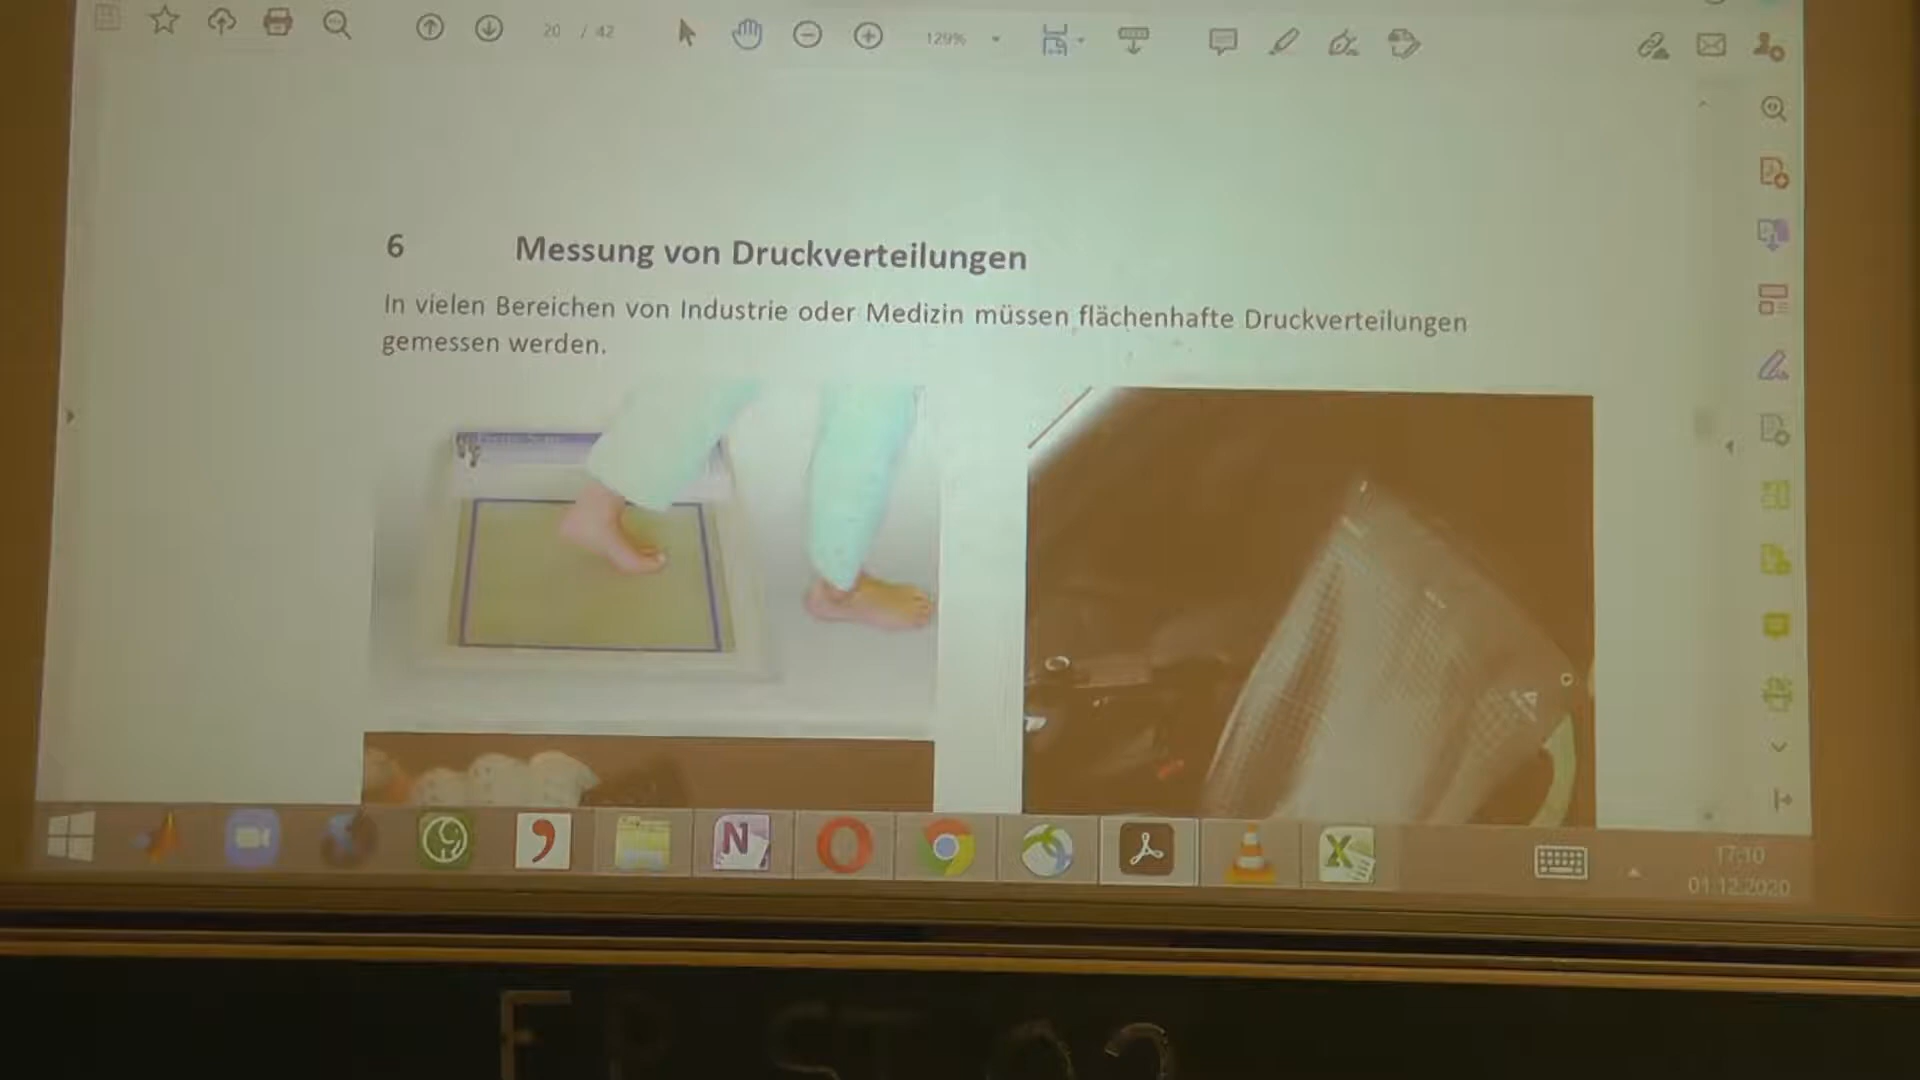 20 / 42
129%
6 Messung von Druckverteilungen
In vielen Bereichen von Industrie oder Medizin müssen flächenhafte Druckverteilungen
gemessen werden.
N
X
17:10
01.12.2020